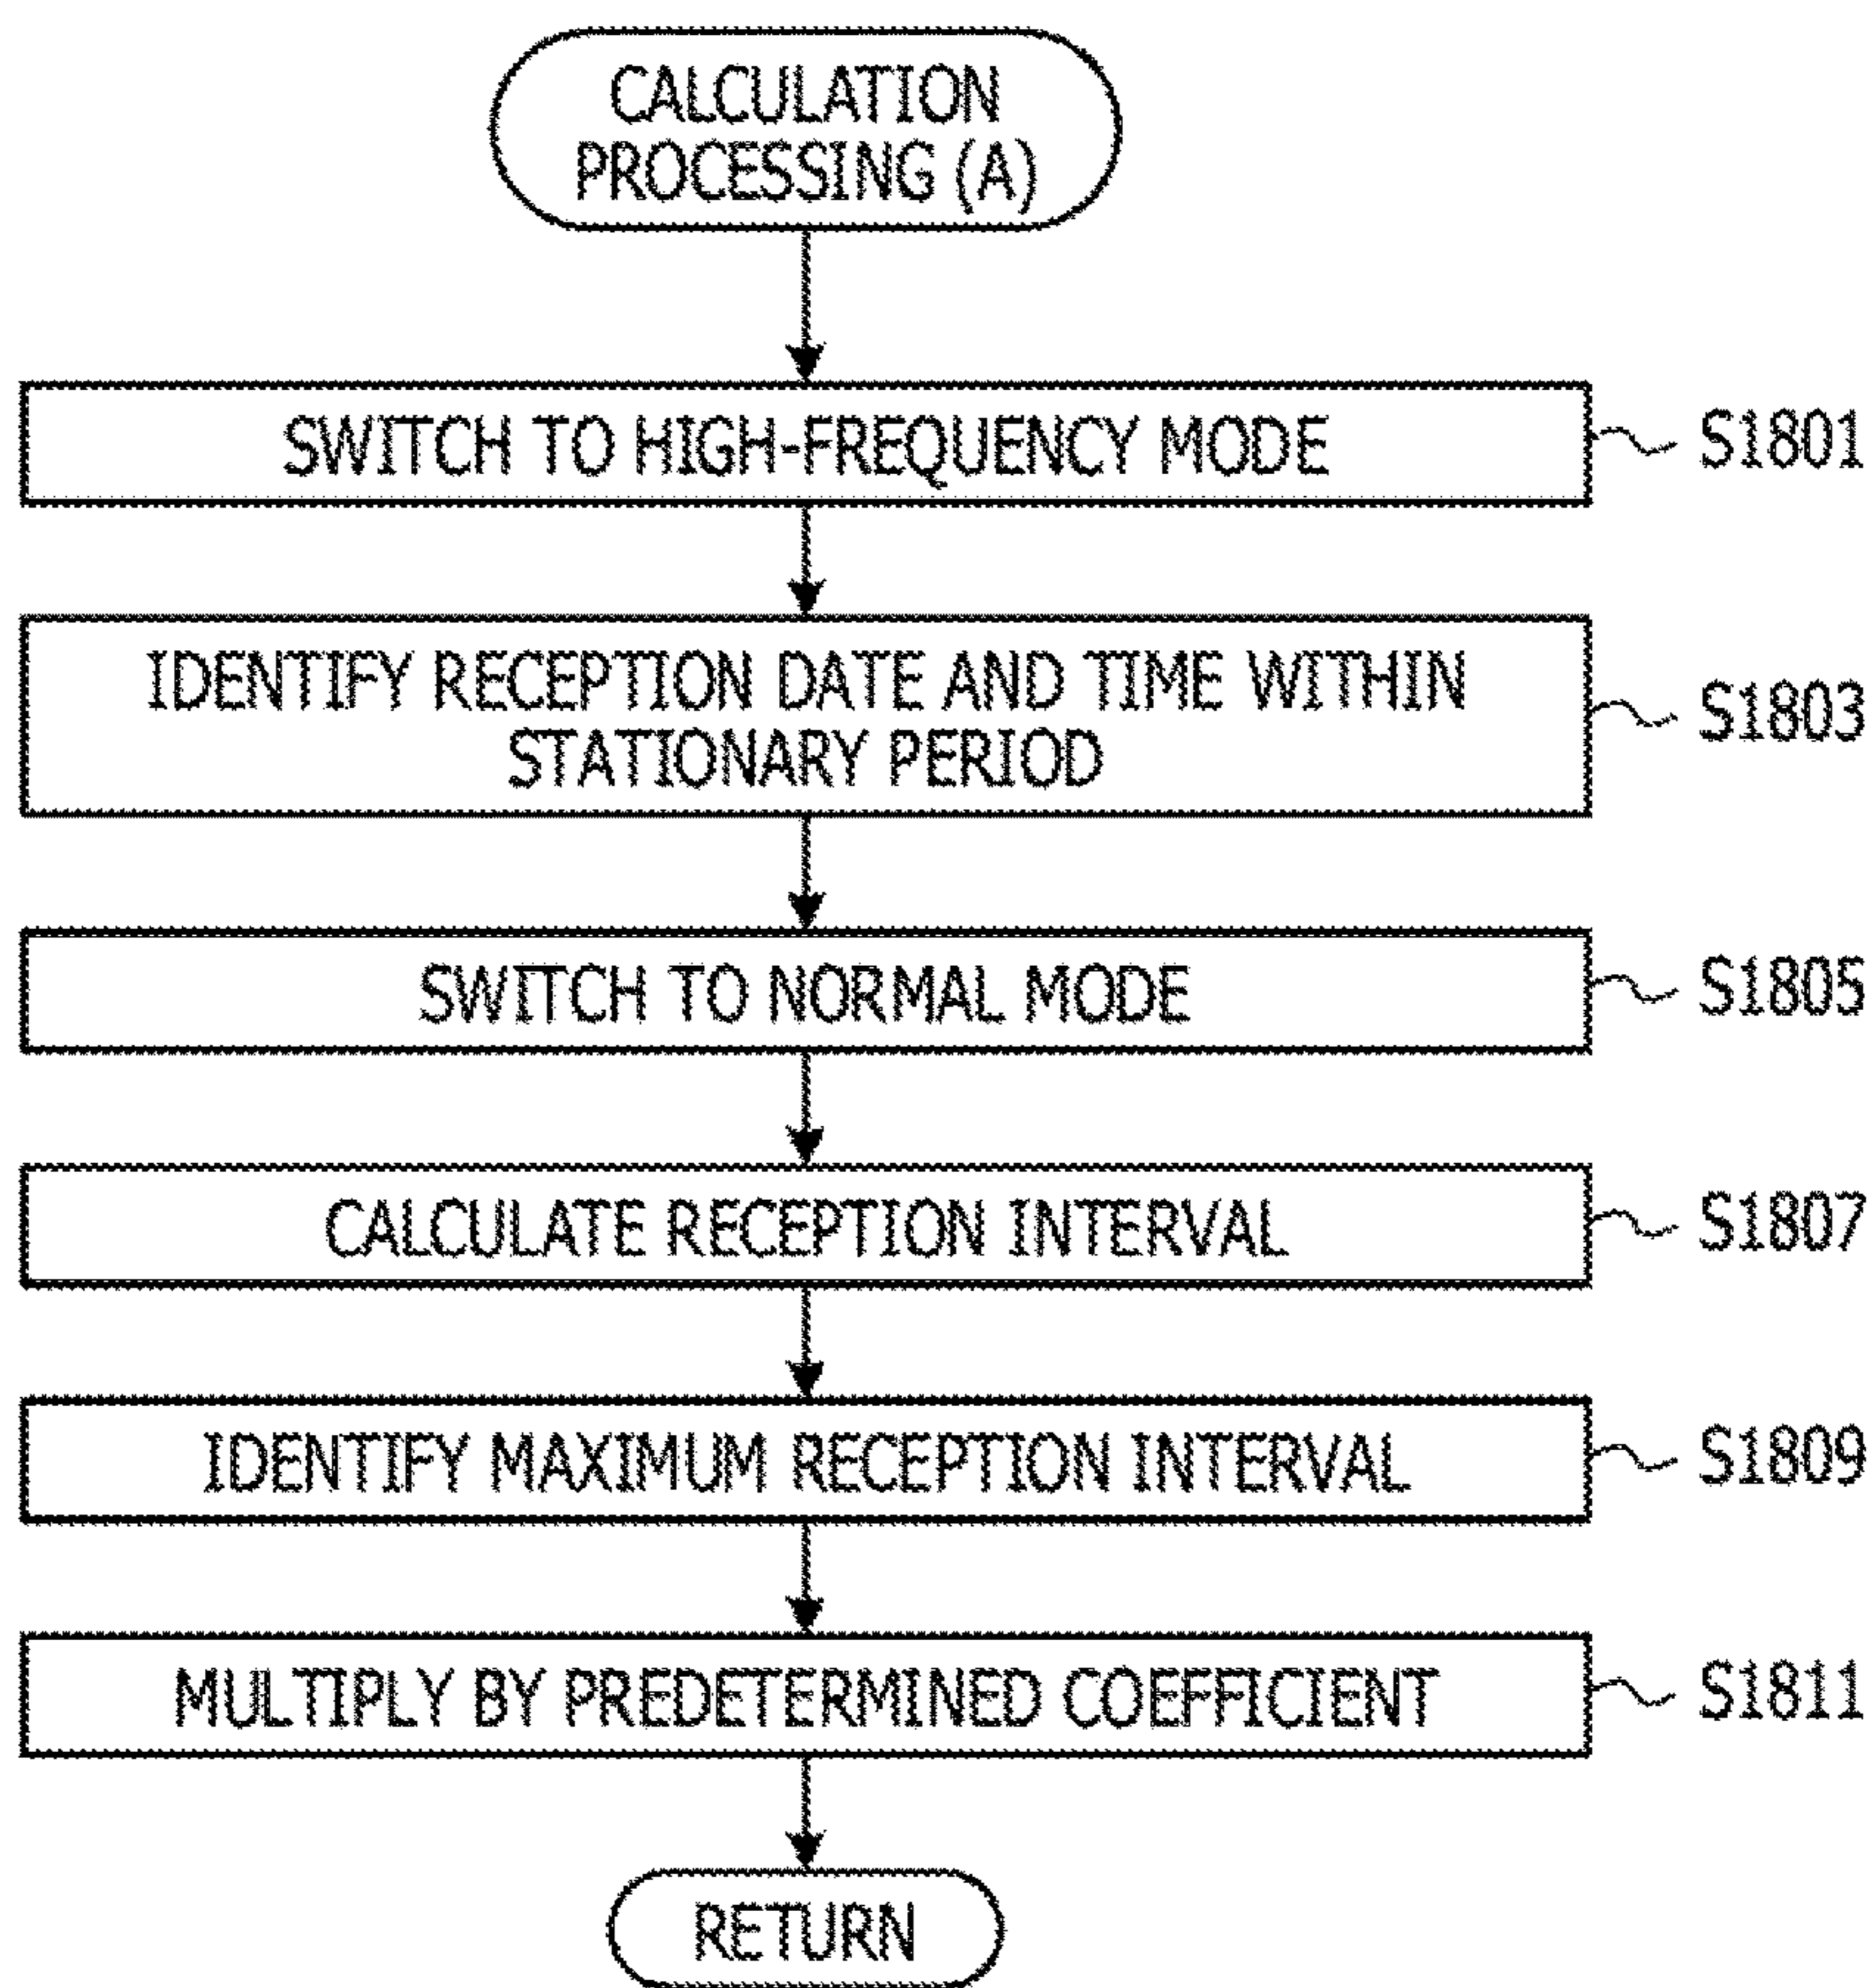 CALCULATION
PROCESSING (A)
SWITCH TO HIGH-FREQUENCY MODE
S1801
IDENTIFY RECEPTION DATE AND TIME WITHIN
STATIONARY PERIOD
S1803
SWITCH TO NORMAL MODE
S1805
CALCULATE RECEPTION INTERVAL
S1807
IDENTIFY MAXIMUM RECEPTION INTERVAL
S1809
MULTIPLY BY PREDETERMINED COEFFICIENT
S1811
RETURN